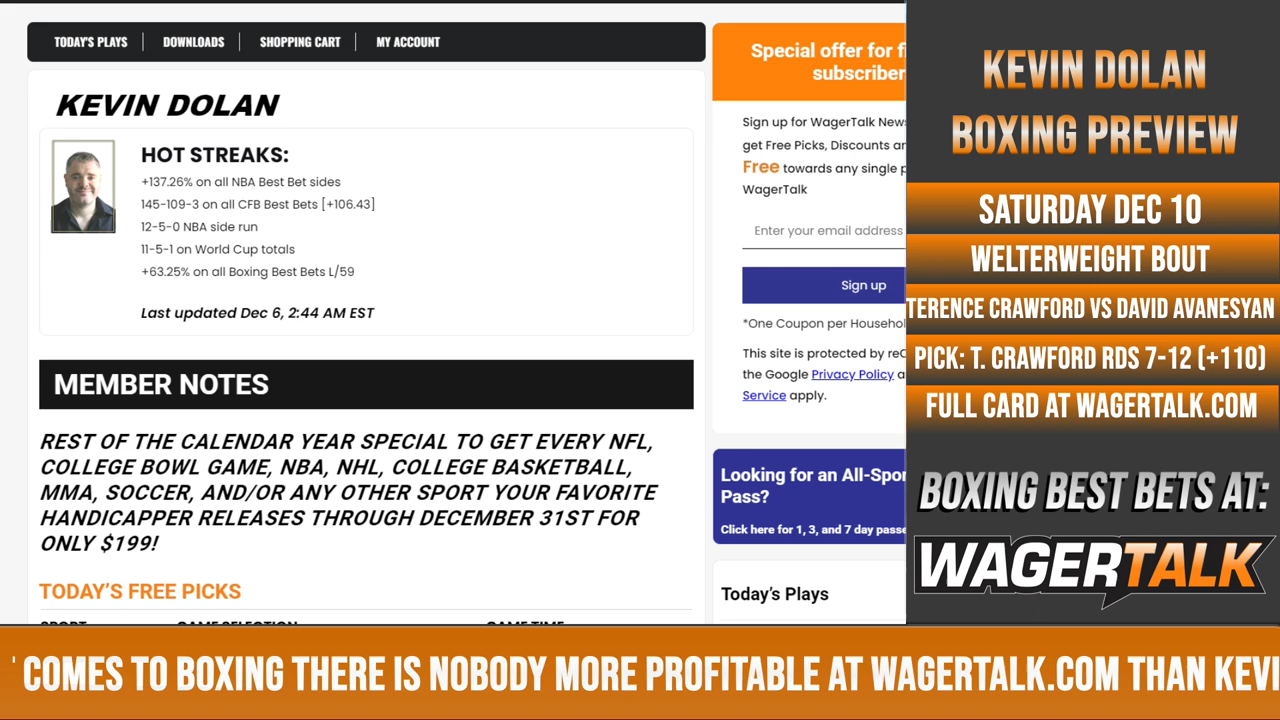 TODAY'S PLAYS
DOWNLOADS
SHOPPING CART
MY ACCOUNT
KEVIN DOLAN
HOT STREAKS:
+137.26% on all NBA Best Bet sides
145-109-3 on all CFB Best Bets [+106.43]
12-5-0 NBA side run
11-5-1 on World Cup totals
+63.25% on all Boxing Best Bets L/59
Last updated Dec 6, 2:44 AM EST
MEMBER NOTES
REST OF THE CALENDAR YEAR SPECIAL TO GET EVERY NFL,
COLLEGE BOWL GAME, NBA, NHL, COLLEGE BASKETBALL,
MMA, SOCCER, AND/OR ANY OTHER SPORT YOUR FAVORITE
HANDICAPPER RELEASES THROUGH DECEMBER 31ST FOR
ONLY $199!
TODAY'S FREE PICKS
SPORT GAME SELECTION GAME TIME
Special offer for
subscriber
Sign up for WagerTalk
get Free Picks, Discounts
Free towards any single
WagerTalk
Enter your email address
Sign up
*One Coupon per
This site is protected by
the Google Privacy Policy
Service apply.
Looking for an
Pass?
Click here for 1, 3, and 7 day
Today's Plays
KEVIN DOLAN
BOXING PREVIEW
SATURDAY DEC 10
WELTERWEIGHT BOUT
TERENCE CRAWFORD VS DAVID AVANESYAN
PICK: T. CRAWFORD RDS 7-12 (+110)
FULL CARD AT WAGERTALK.COM
BOXING BEST BETS AT:
WAGERTALK
COMES TO BOXING THERE IS NOBODY MORE PROFITABLE AT WAGERTALK.COM THAN KEVI